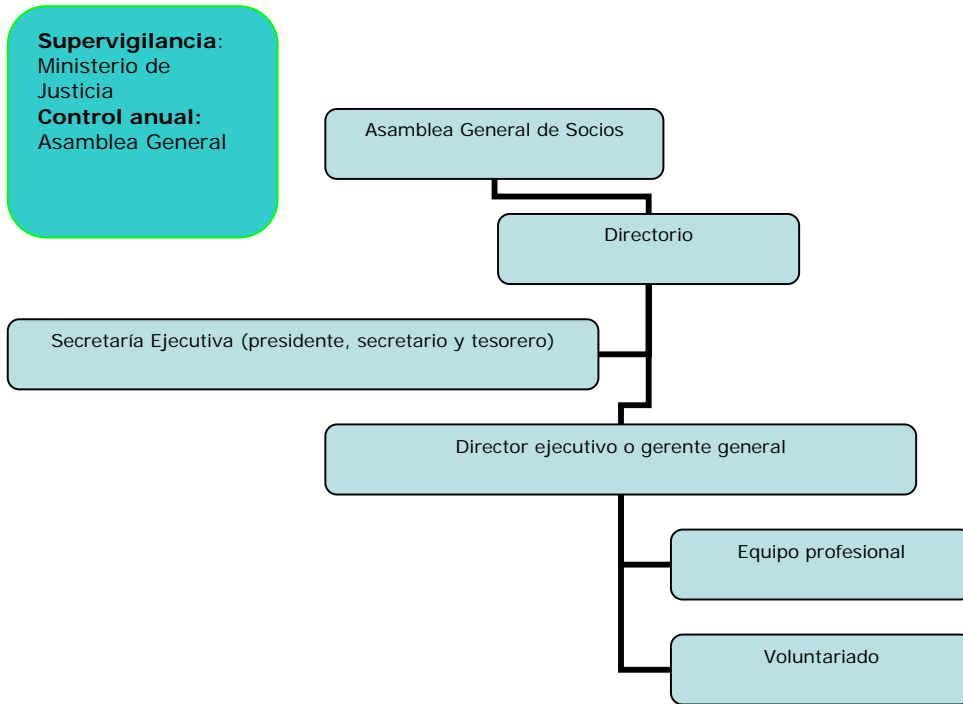 Supervigilancia:
Ministerio de
Justicia
Control anual:
Asamblea General
Asamblea General de Socios
Directorio
Secretaría Ejecutiva (presidente, secretario y tesorero)
Director ejecutivo o gerente general
Equipo profesional
Voluntariado